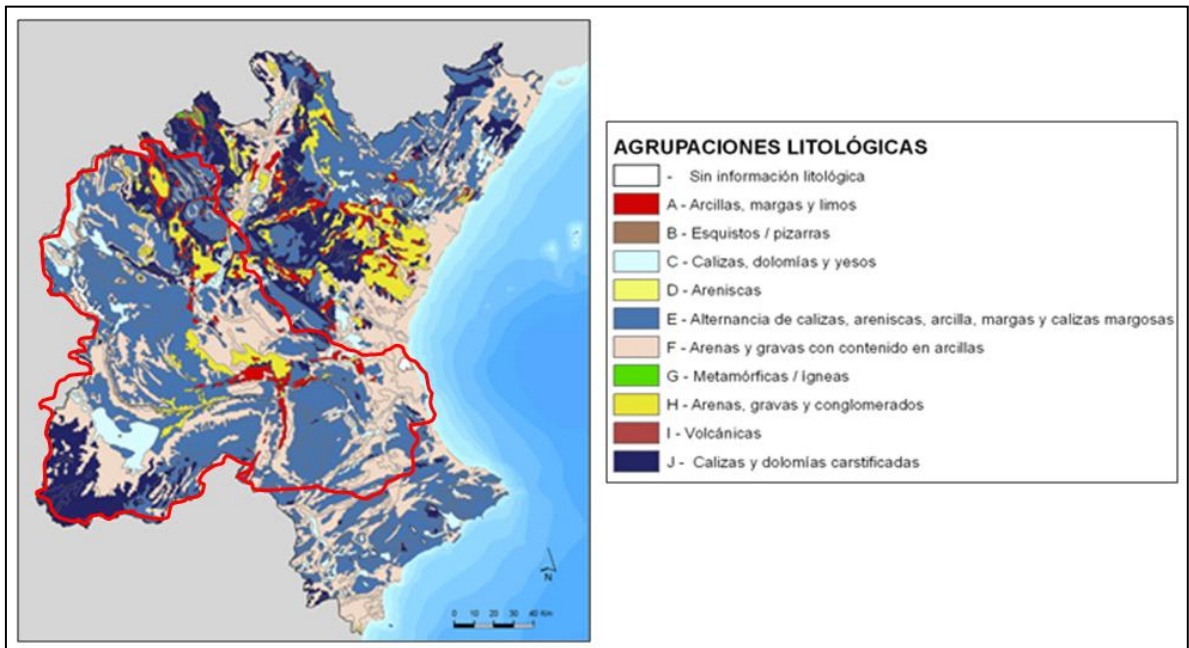 AGRUPACIONES LITOLÓGICAS
- Sin información litológica
A - Arcillas, margas y limos
B - Esquistos / pizarras
C - Calizas, dolomías y yesos
D - Areniscas
E - Alternancia de calizas, areniscas, arcilla, margas y calizas margosas
F - Arenas y gravas con contenido en arcillas
G - Metamórficas / ígneas
H - Arenas, gravas y conglomerados
I - Volcánicas
J - Calizas y dolomías carstificadas
N
0 10 20 30 40 Km